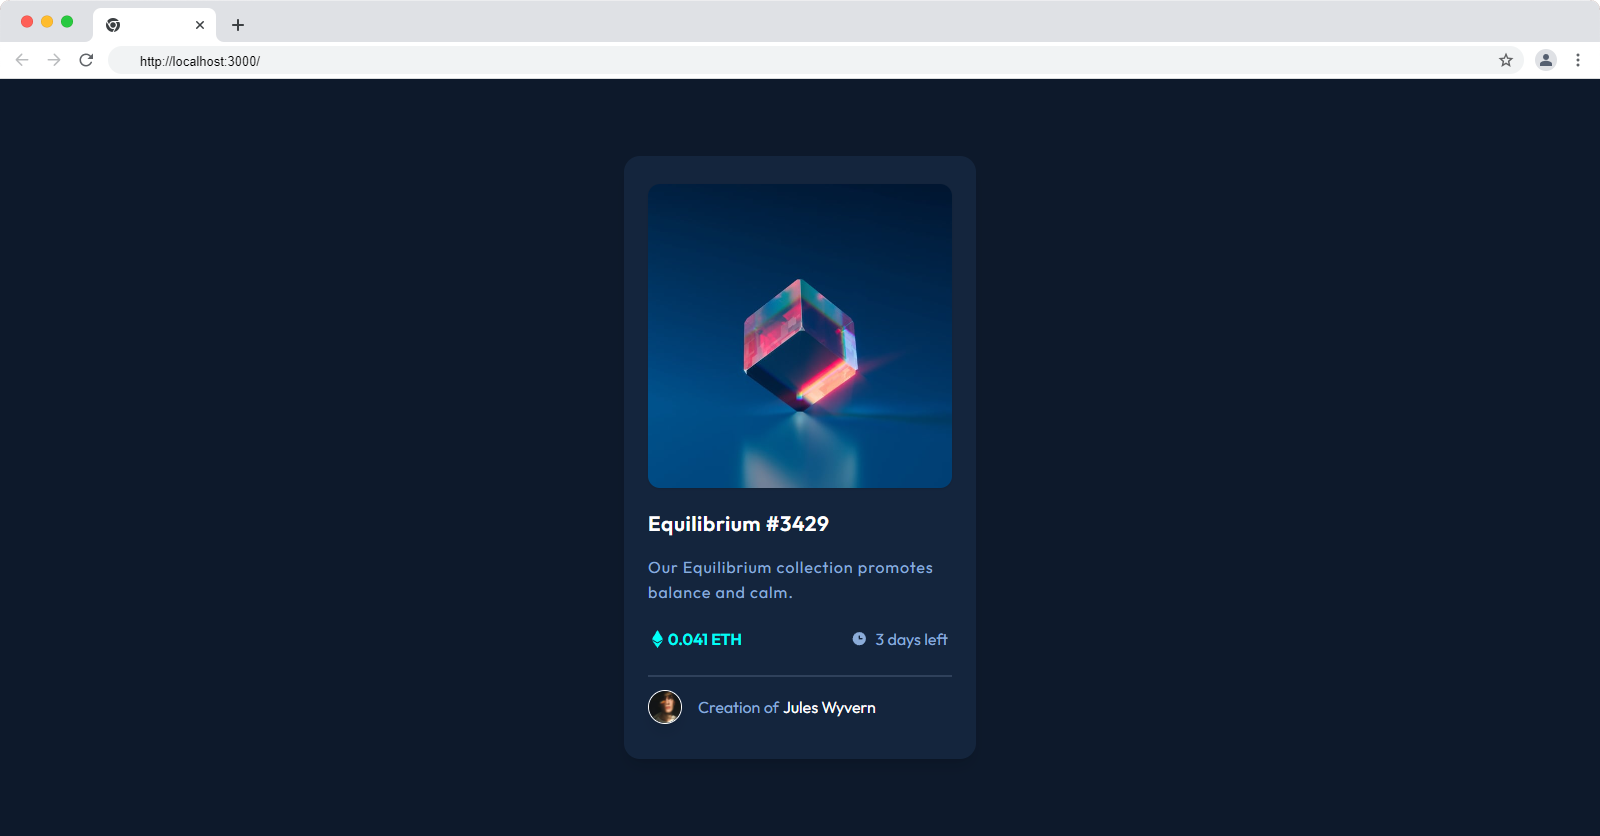 http://localhost:3000/
Equilibrium #3429
Our Equilibrium collection promotes
balance and calm.
0.041 ETH
3 days left
Creation of Jules Wyvern